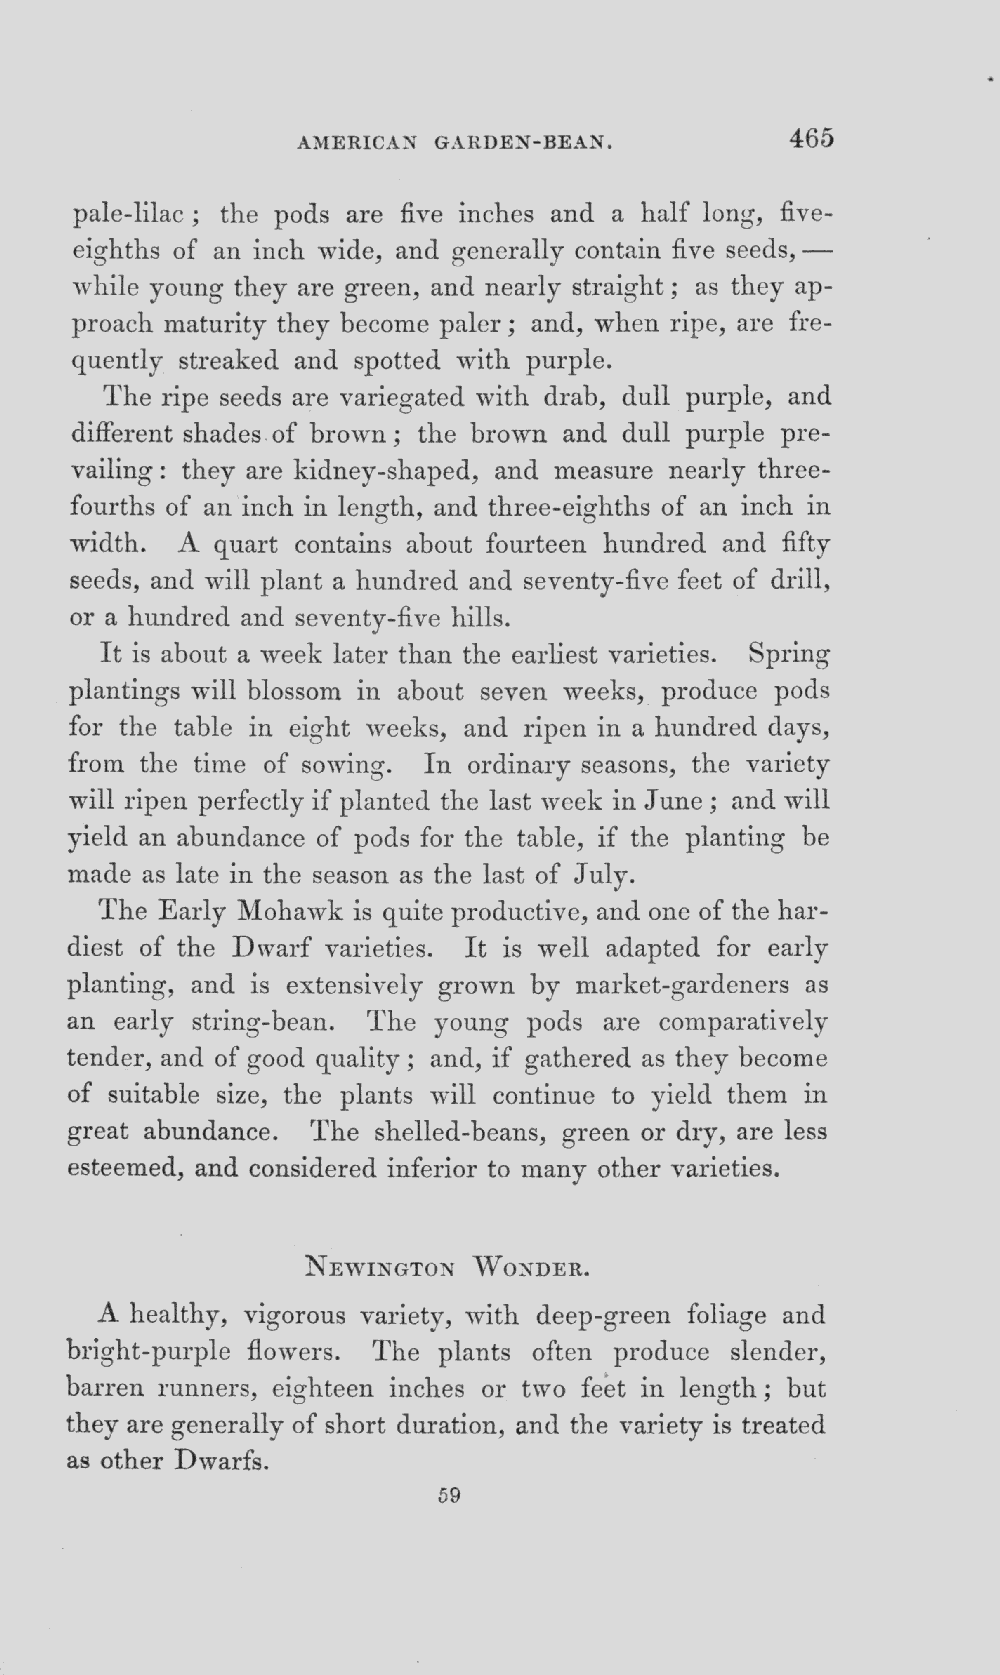 AMERICAN GARDEN-BEAN. 465
pale-lilac ; the pods are five inches and a half long, five-
eighths of an inch wide, and generally contain five seeds, —
while young they are green, and nearly straight ; as they ap-
proach maturity they become paler ; and, when ripe, are fre-
quently streaked and spotted with purple.
The ripe seeds are variegated with drab, dull purple, and
different shades of brown ; the brown and dull purple pre-
vailing : they are kidney-shaped, and measure nearly three-
fourths of an inch in length, and three-eighths of an inch in
width. A quart contains about fourteen hundred and fifty
seeds, and will plant a hundred and seventy-five feet of drill,
or a hundred and seventy-five hills.
It is about a week later than the earliest varieties. Spring
plantings will blossom in about seven weeks, produce pods
for the table in eight weeks, and ripen in a hundred days,
from the time of sowing. In ordinary seasons, the variety
will ripen perfectly if planted the last week in June ; and will
yield an abundance of pods for the table, if the planting be
made as late in the season as the last of July.
The Early Mohawk is quite productive, and one of the har-
diest of the Dwarf varieties. It is well adapted for early
planting, and is extensively grown by market-gardeners as
an early string-bean. The young pods are comparatively
tender, and of good quality ; and, if gathered as they become
of suitable size, the plants will continue to yield them in
great abundance. The shelled-beans, green or dry, are less
esteemed, and considered inferior to many other varieties.
NEWINGTON WONDER.
A healthy, vigorous variety, with deep-green foliage and
bright-purple flowers. The plants often produce slender,
barren runners, eighteen inches or two feet in length ; but
they are generally of short duration, and the variety is treated
as other Dwarfs.
59